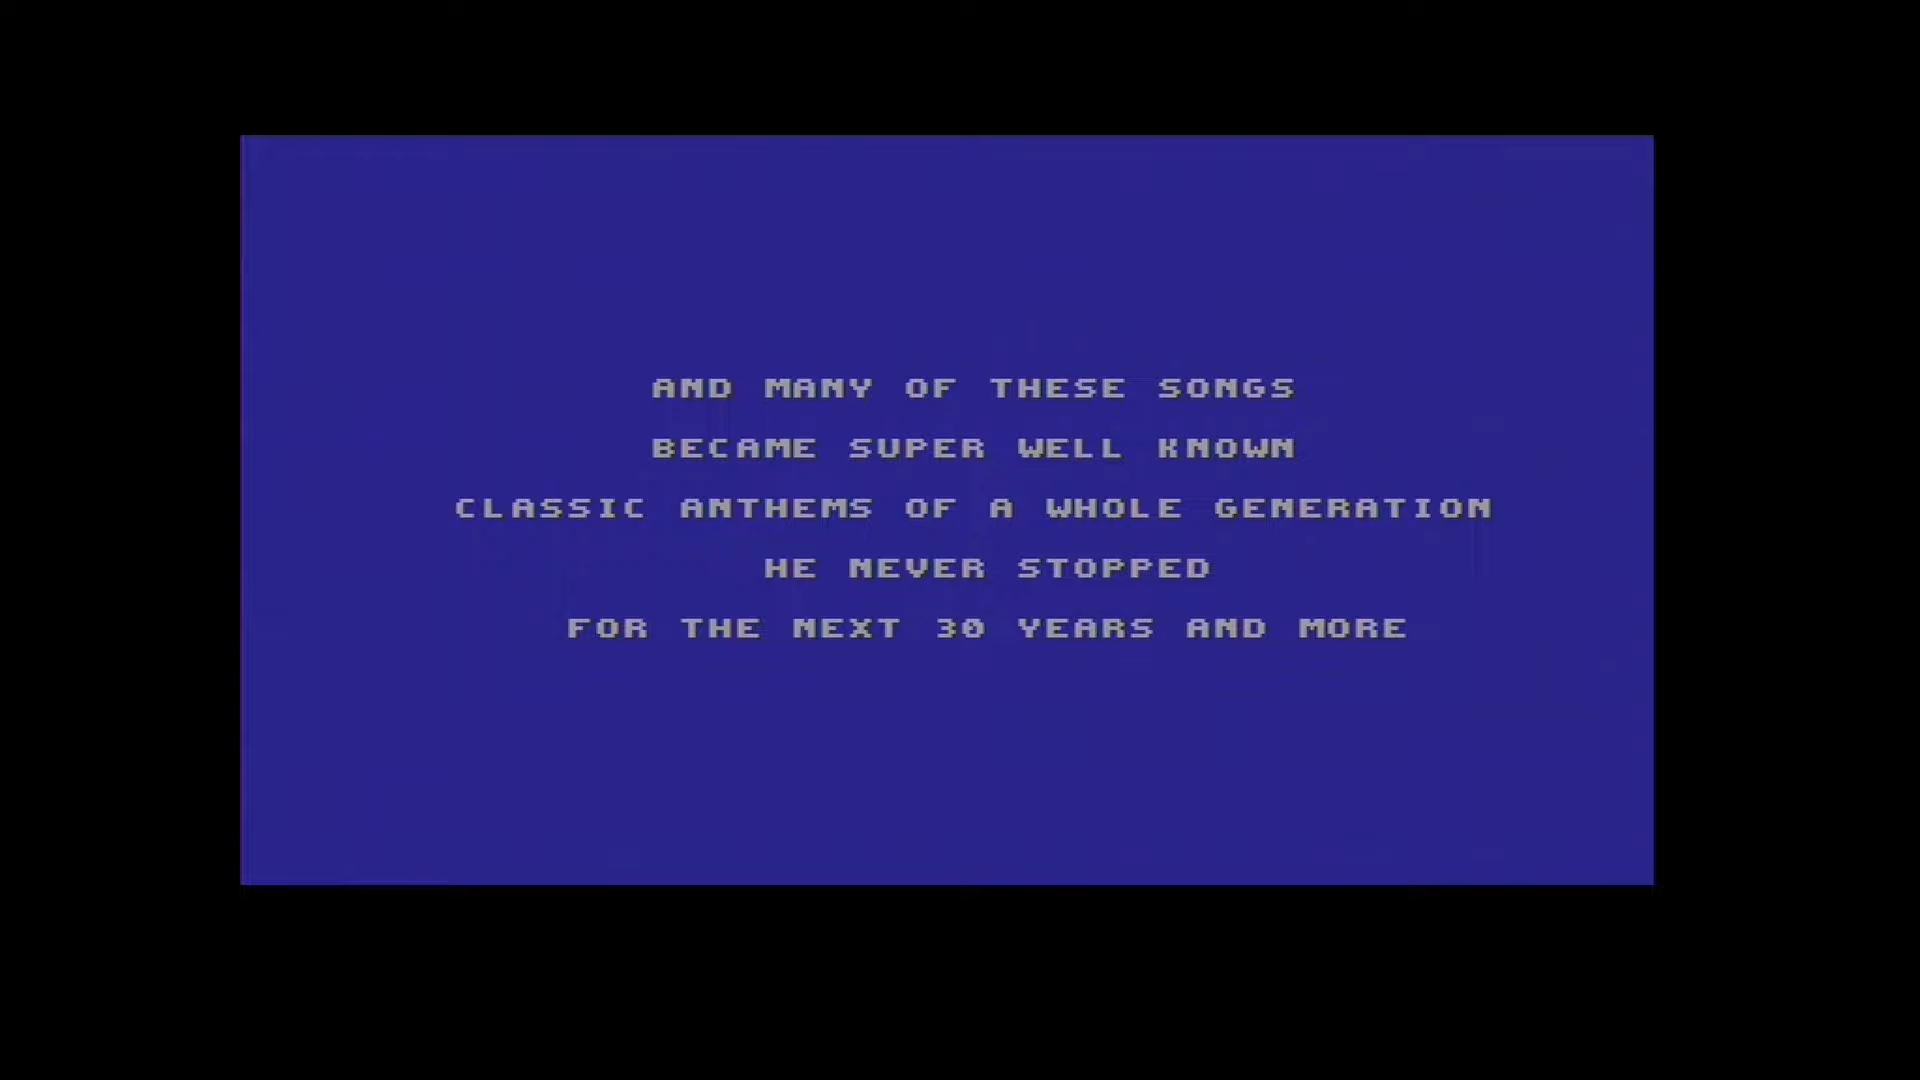 AND MANY OF THESE SONGS
BECAME SUPER WELL KNOWN
CLASSIC ANTHEMS OF A WHOLE GENERATION
HE NEVER STOPPED
FOR THE NEXT 30 YEARS AND MORE